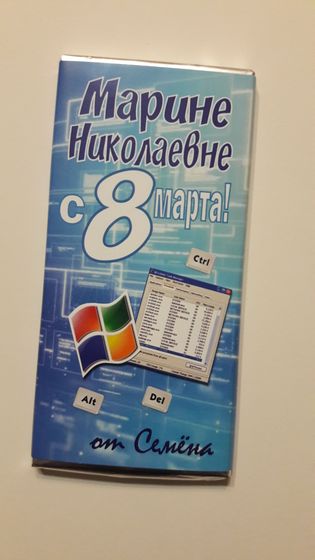 Марине
Николаевне
с 8 марта!
Ctrl
Alt
Del
от Семёна